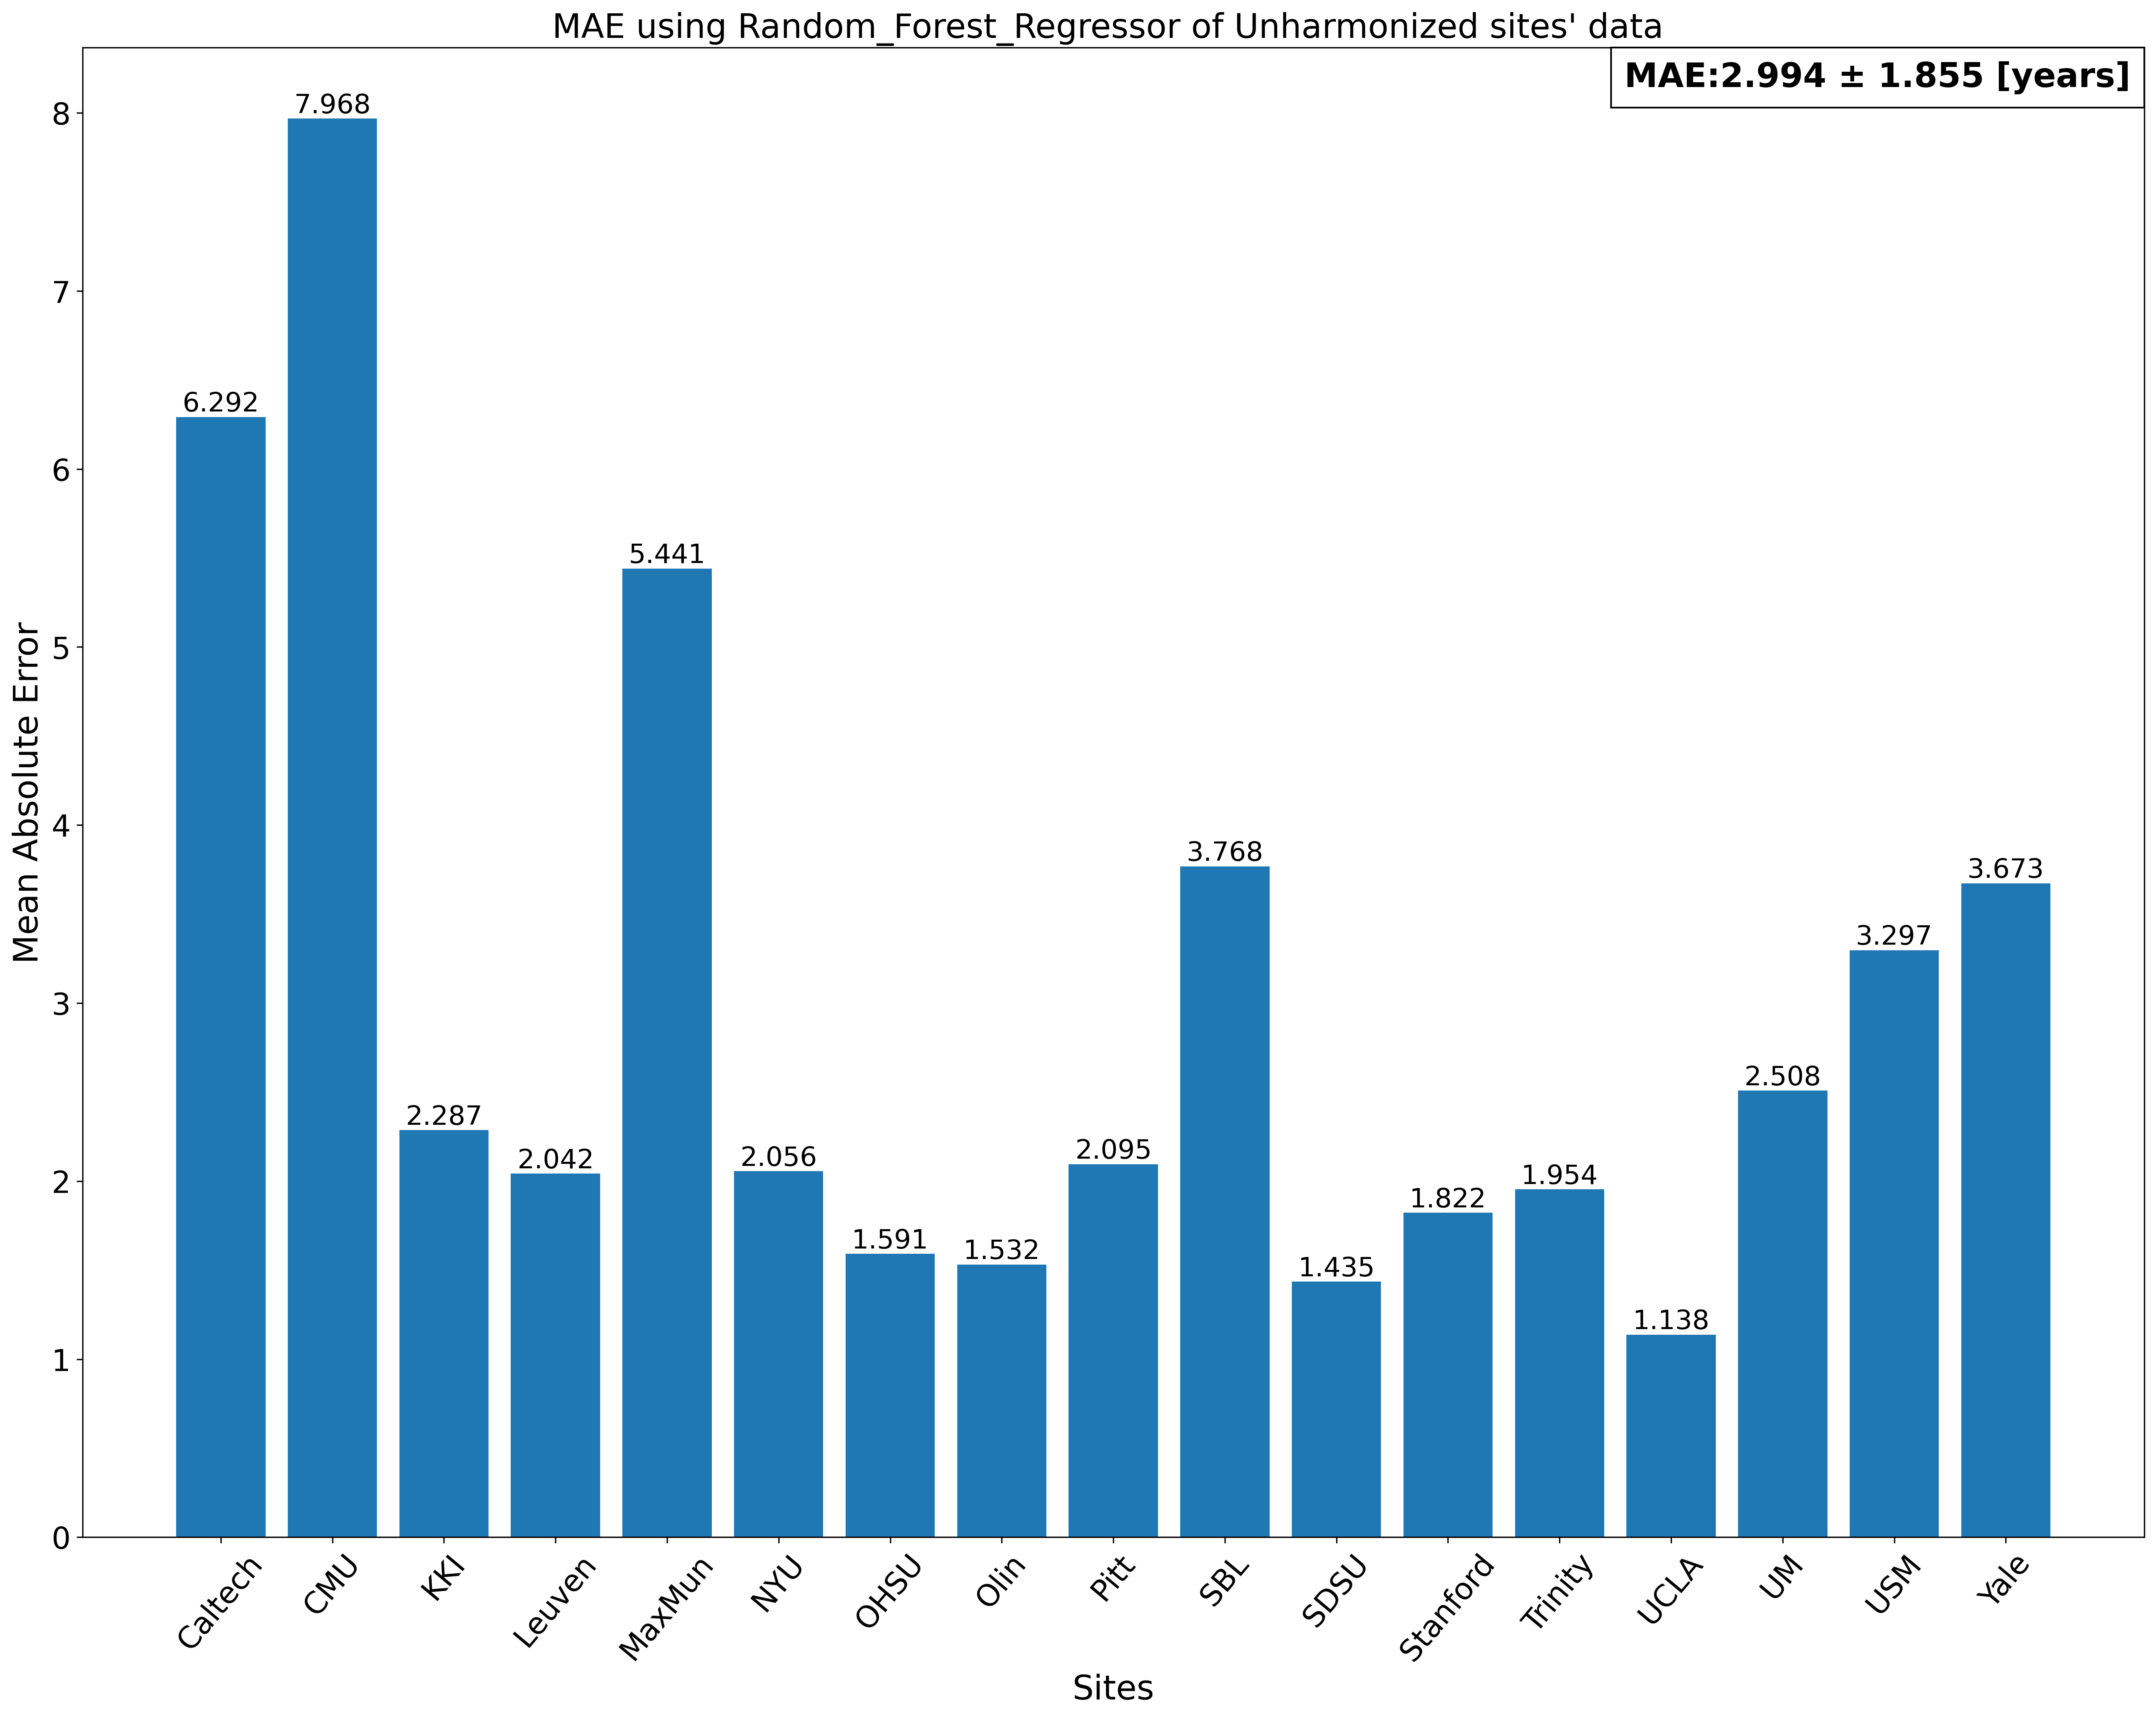 MAE using Random_Forest_Regressor of Unharmonized sites' data
MAE:2.994 ± 1.855 [years]
Mean Absolute Error
8
7
6
5
4
3
2
1
0
6.292
7.968
2.287
2.042
5.441
2.056
1.591
1.532
2.095
3.768
1.435
1.822
1.954
1.138
2.508
3.297
3.673
Caltech
CMU
KKI
Leuven
MaxMun
NYU
OHSU
Olin
Pitt
SBL
SDSU
Stanford
Trinity
UCLA
UM
USM
Yale
Sites